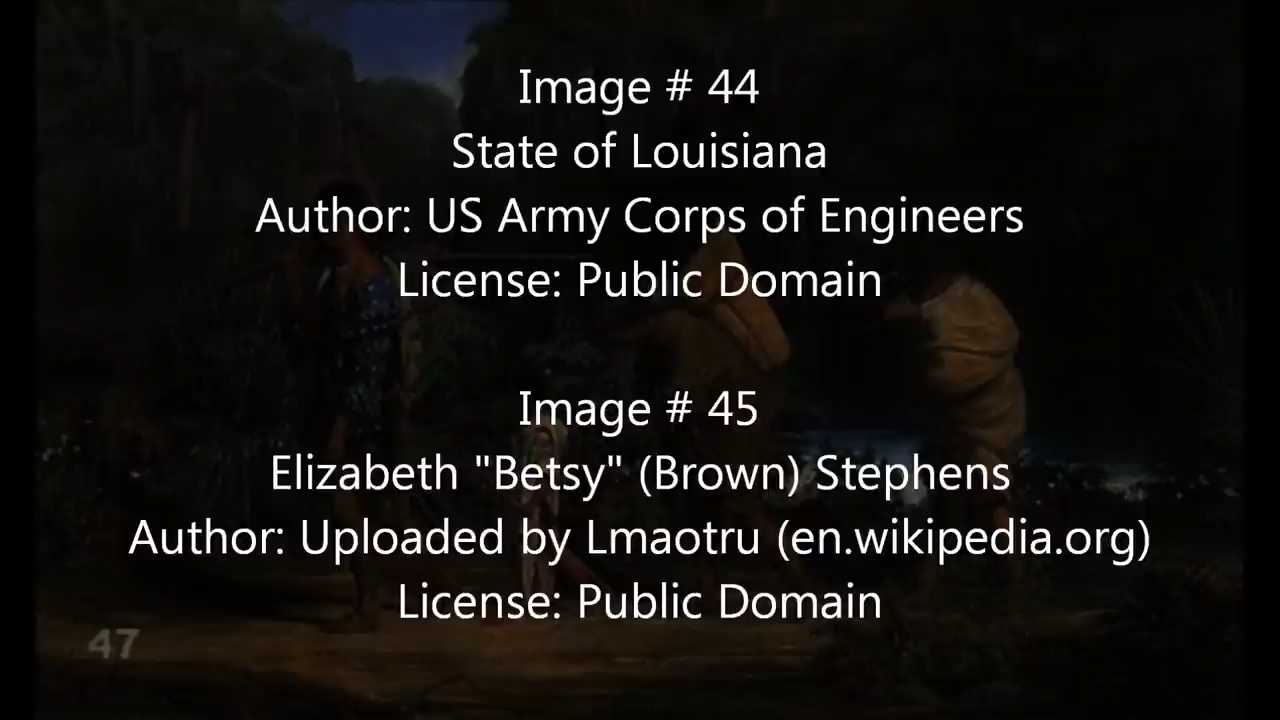 Image # 44
State of Louisiana
Author: US Army Corps of Engineers
License: Public Domain
Image # 45
Elizabeth "Betsy" (Brown) Stephens
Author: Uploaded by Lmaotru (en.wikipedia.org)
License: Public Domain
47